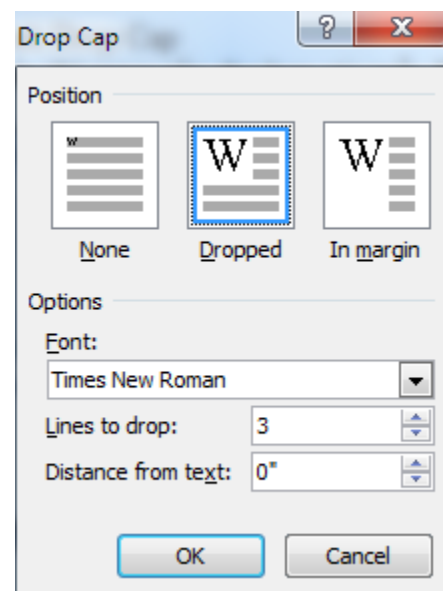 Drop Cap
Position
w W W
None Dropped In margin
Options
Font:
Times New Roman
Lines to drop: 3
Distance from text: 0"
OK Cancel